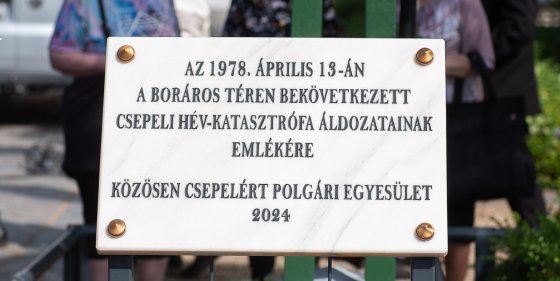 AZ 1978. ÁPRILIS 13-ÁN
A BORÁROS TÉREN BEKÖVETKEZETT
CSEPELI HÉV-KATASZTRÓFA ÁLDOZATAINAK
EMLÉKÉRE
KÖZÖSEN CSEPELÉRT POLGÁRI EGYESÜLET
2024